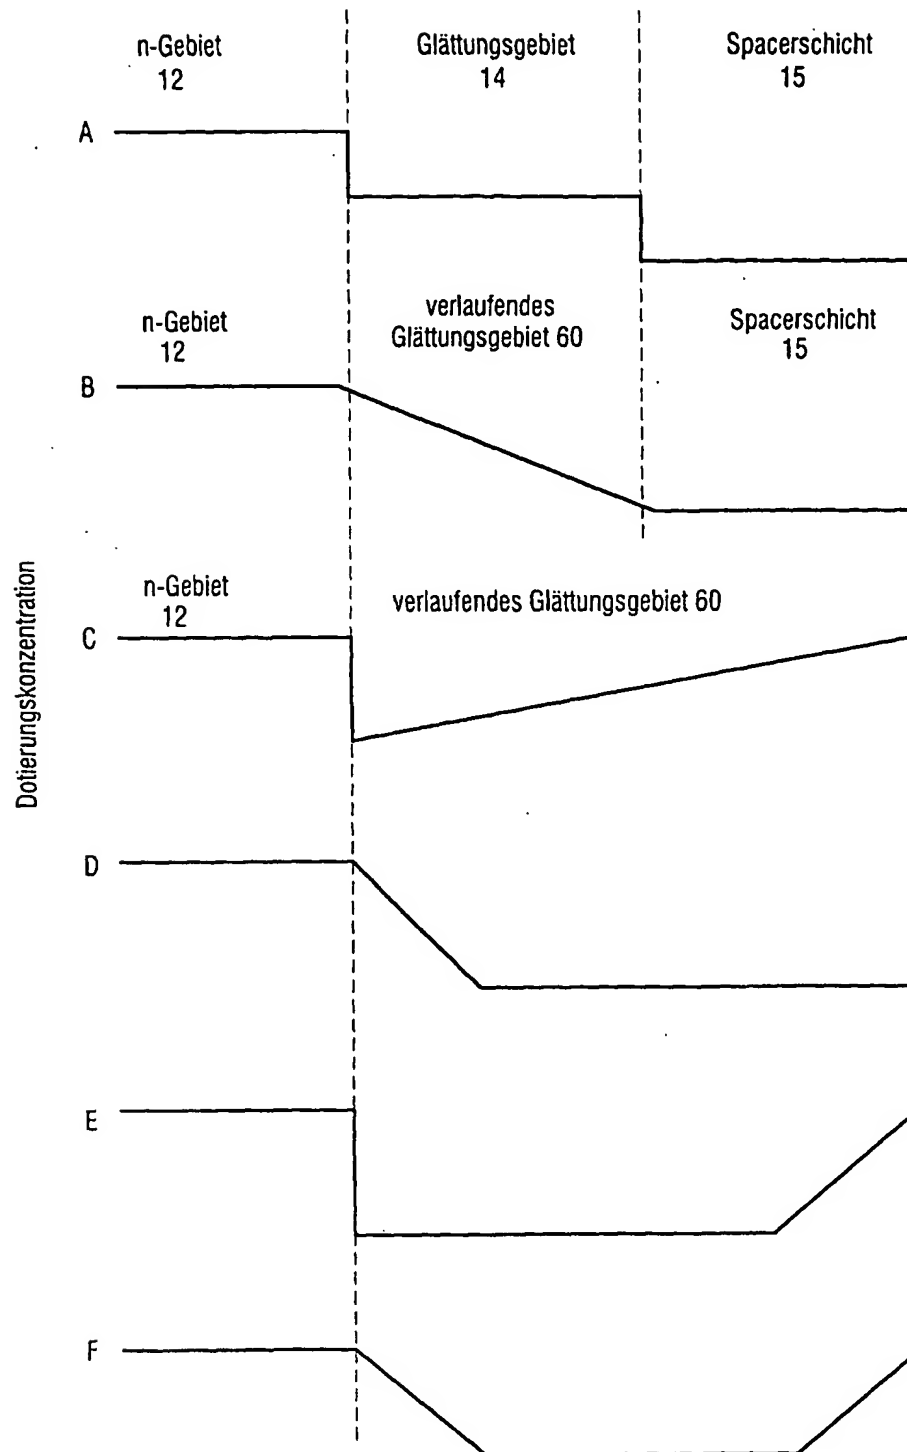 n-Gebiet
12
Glättungsgebiet
14
Spacerschicht
15
A
n-Gebiet
12
verlaufendes
Glättungsgebiet 60
Spacerschicht
15
B
Dotierungskonzentration
n-Gebiet
12
verlaufendes Glättungsgebiet 60
C
D
E
F